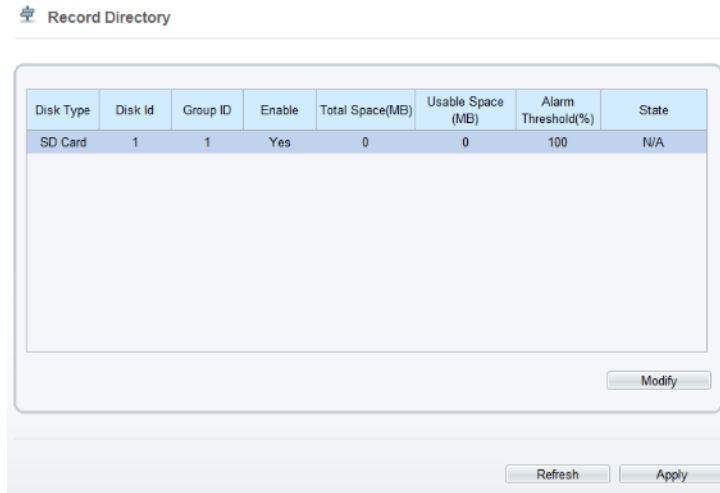 Record Directory
Disk Type Disk Id Group ID Enable Total Space(MB) Usable Space (MB) Alarm Threshold(%) State
SD Card 1 1 Yes 0 0 100 N/A
Modify
Refresh Apply